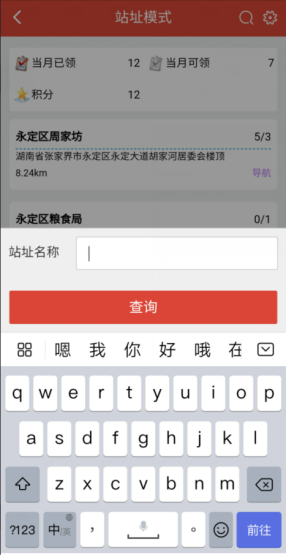 站址模式
当月已领 12 当月可领 7
积分 12
永定区周家坊 5/3
湖南省张家界市永定区永定大道胡家河居委会楼顶
8.24km 导航
永定区粮食局 0/1
站址名称
查询
嗯 我 你 好 哦 在
q w e r t y u i o p
a s d f g h j k l
z x c v b n m
?123 中/英 ， 。 前往